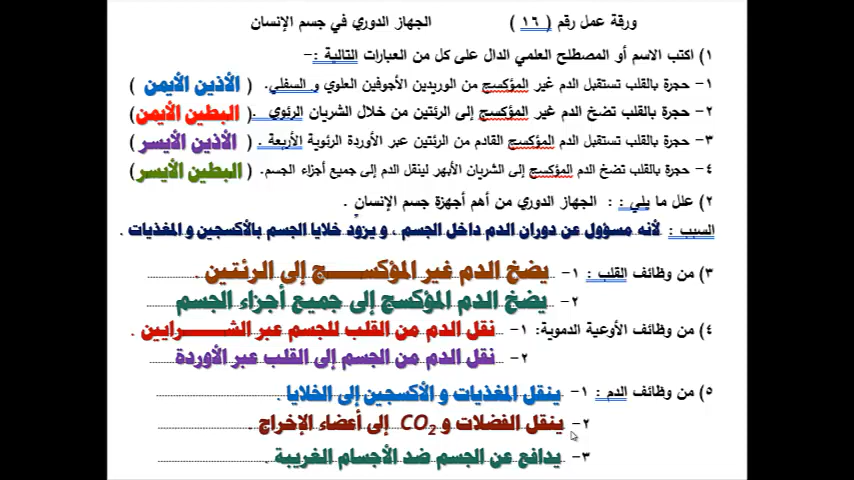 ورقة عمل رقم ( ١٦ ) الجهاز الدوري في جسم الإنسان
١) اكتب الاسم أو المصطلح العلمي الدال على كل من العبارات التالية : -
١- حجرة بالقلب تستقبل الدم غير المؤكسج من الوريدين الأجوفين العلوي و السفلي. ( الأذين الأيمن )
٢- حجرة بالقلب تضخ الدم غير المؤكسج إلى الرئتين من خلال الشريان الرئوي . ( البطين الأيمن )
٣- حجرة بالقلب تستقبل الدم المؤكسج القادم من الرئتين عبر الأوردة الرئوية الأربعة . ( الأذين الأيسر )
٤- حجرة بالقلب تضخ الدم المؤكسج إلى الشريان الأبهر لينقل الدم إلى جميع أجزاء الجسم. ( البطين الأيسر )
٢) علل ما يلي : : الجهاز الدوري من أهم أجهزة جسم الإنسان .
السبب : لأنه مسؤول عن دوران الدم داخل الجسم ، و يزود خلايا الجسم بالأكسجين و المغذيات .
٣) من وظائف القلب : ١- يضخ الدم غير المؤكسج إلى الرئتين
٢- يضخ الدم المؤكسج إلى جميع أجزاء الجسم
٤) من وظائف الأوعية الدموية: ١- نقل الدم من القلب للجسم عبر الشرايين .
٢- نقل الدم من الجسم إلى القلب عبر الأوردة
٥) من وظائف الدم : ١- ينقل المغذيات و الأكسجين إلى الخلايا .
٢- ينقل الفضلات و CO2 إلى أعضاء الإخراج .
٣- يدافع عن الجسم ضد الأجسام الغريبة .